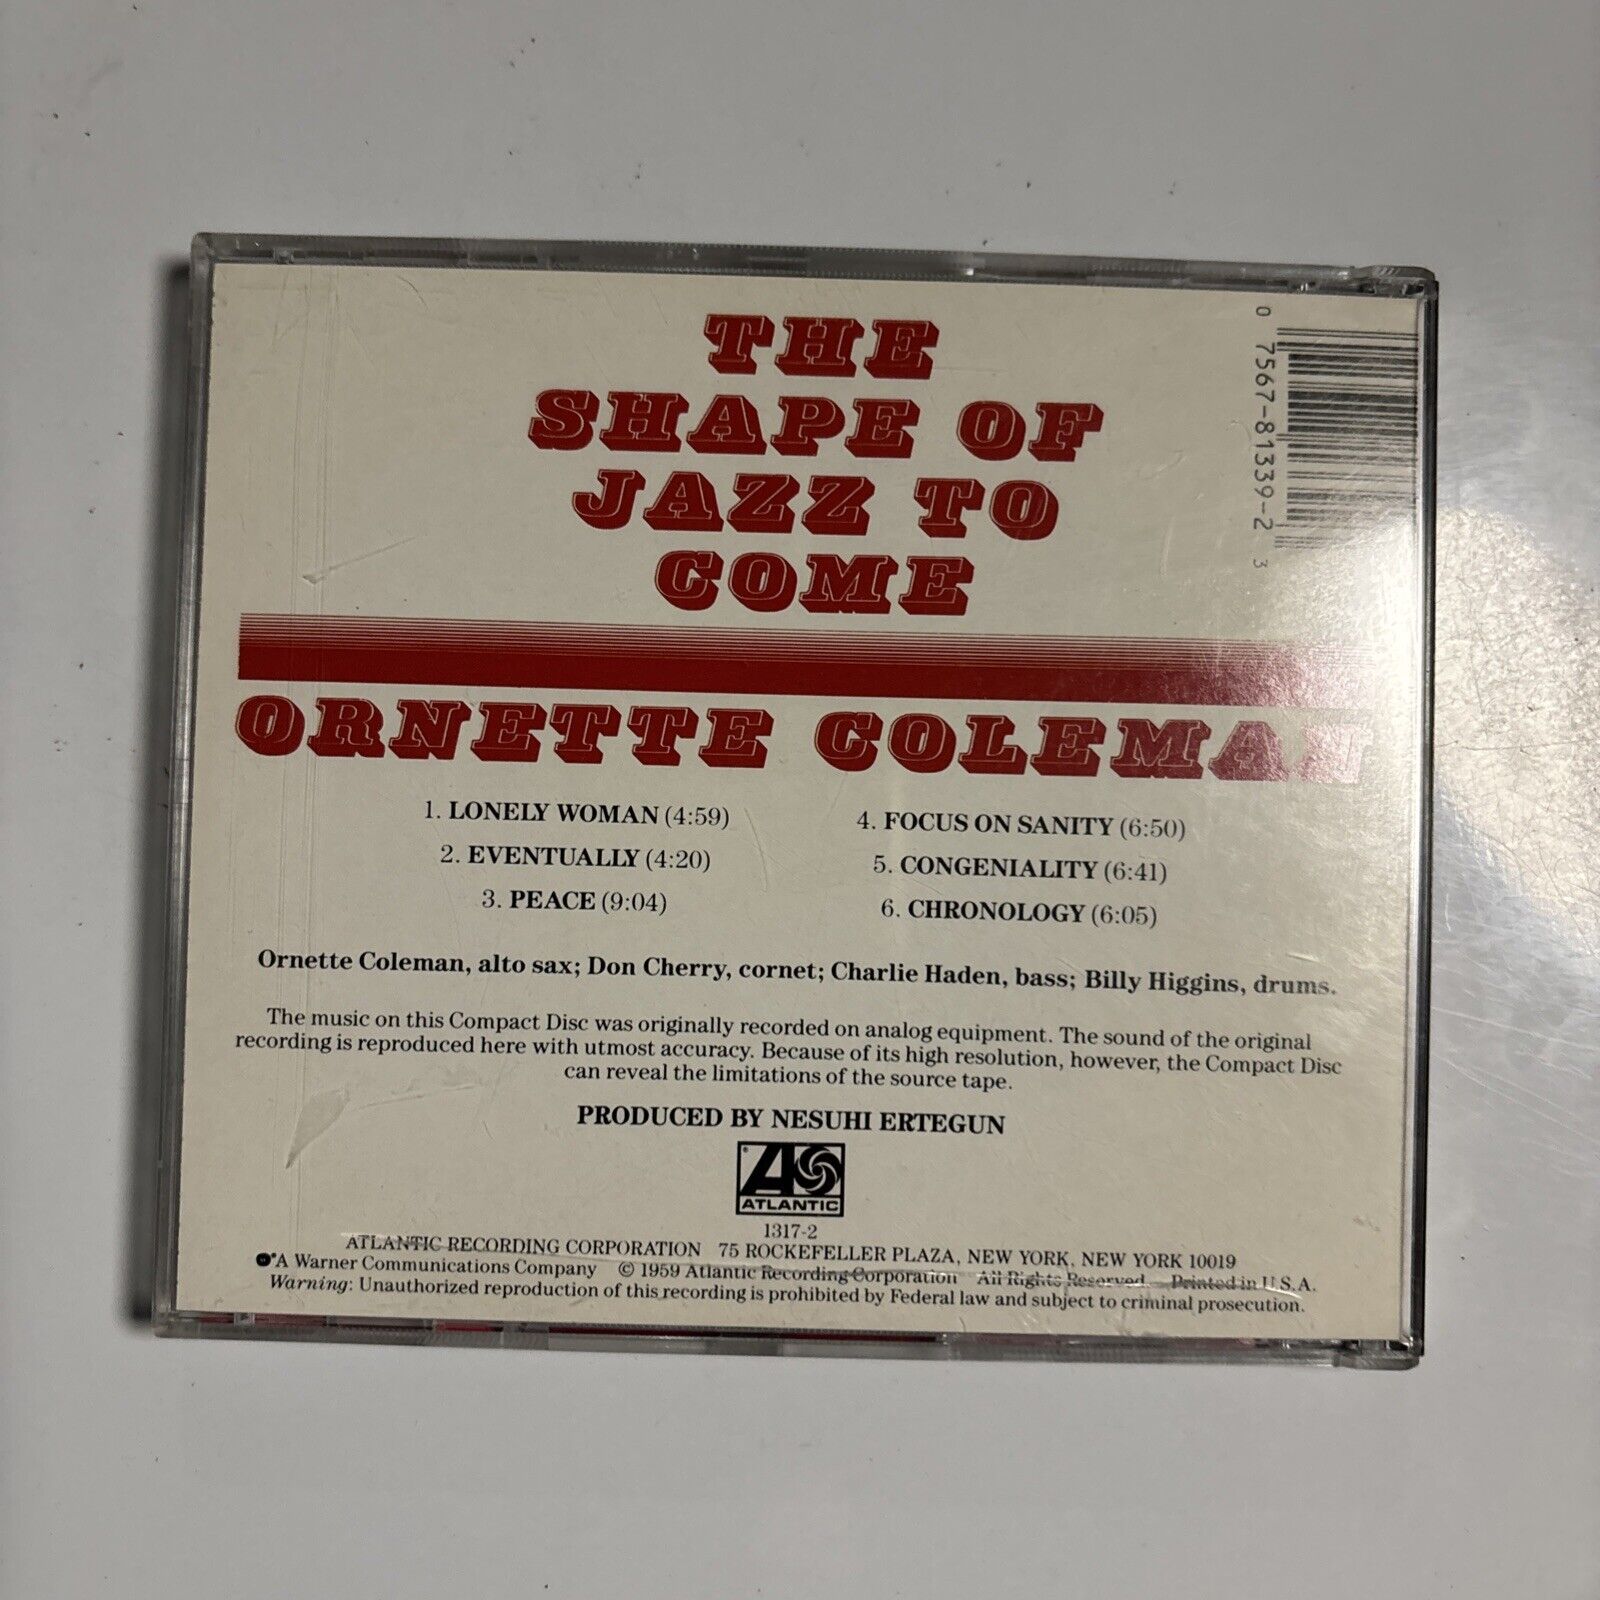 THE
SHAPE OF
JAZZ TO
COME
0 7567-81339-2 3
ORNETTE COLEMAN
1. LONELY WOMAN (4:59)
2. EVENTUALLY (4:20)
3. PEACE (9:04)
4. FOCUS ON SANITY (6:50)
5. CONGENIALITY (6:41)
6. CHRONOLOGY (6:05)
Ornette Coleman, alto sax; Don Cherry, cornet; Charlie Haden, bass; Billy Higgins, drums.
The music on this Compact Disc was originally recorded on analog equipment. The sound of the original
recording is reproduced here with utmost accuracy. Because of its high resolution, however, the Compact Disc
can reveal the limitations of the source tape.
PRODUCED BY NESUHI ERTEGUN
ATLANTIC
1317-2
ATLANTIC RECORDING CORPORATION 75 ROCKEFELLER PLAZA, NEW YORK, NEW YORK 10019
A Warner Communications Company © 1959 Atlantic Recording Corporation All Rights Reserved. Printed in U.S.A.
Warning: Unauthorized reproduction of this recording is prohibited by Federal law and subject to criminal prosecution.